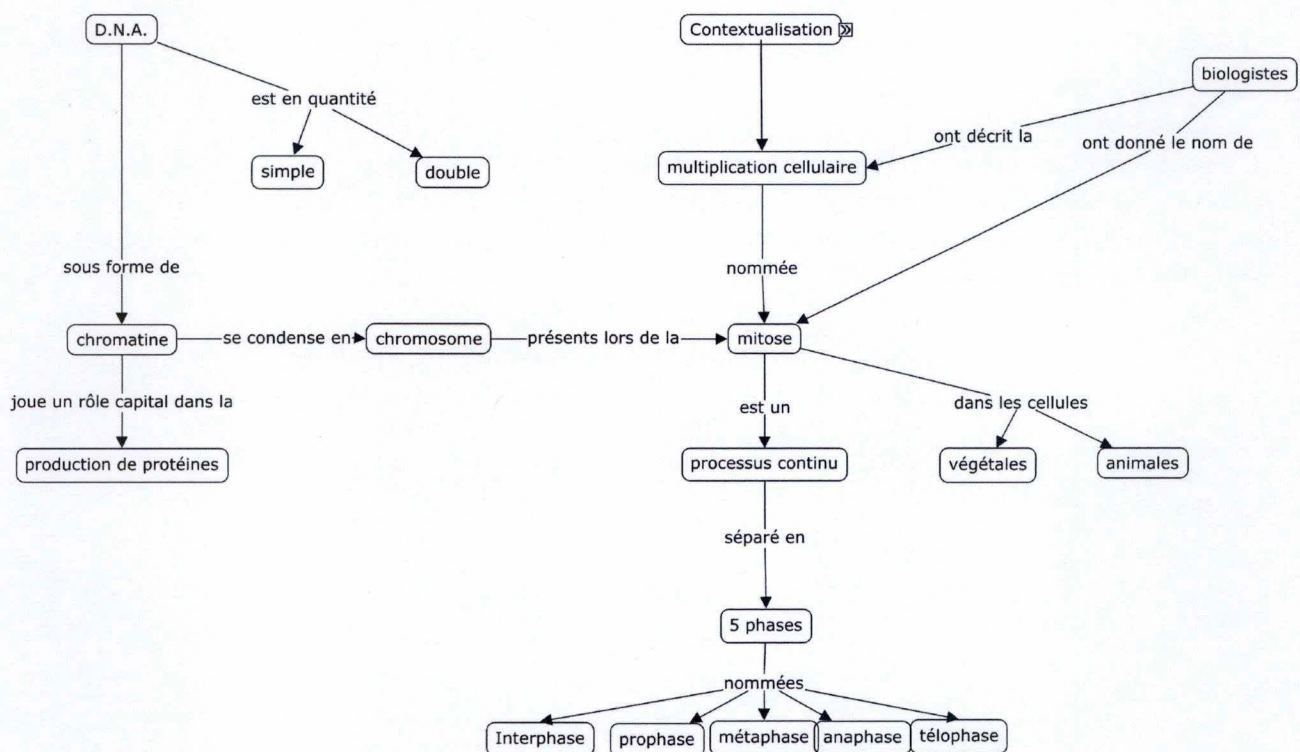 D.N.A.
Contextualisation
biologistes
est en quantité
ont décrit la
ont donné le nom de
simple
double
multiplication cellulaire
sous forme de
nommée
chromatine
se condense en
chromosome
présents lors de la
mitose
joue un rôle capital dans la
est un
dans les cellules
production de protéines
processus continu
végétales
animales
séparé en
5 phases
nommées
Interphase
prophase
métaphase
anaphase
télophase